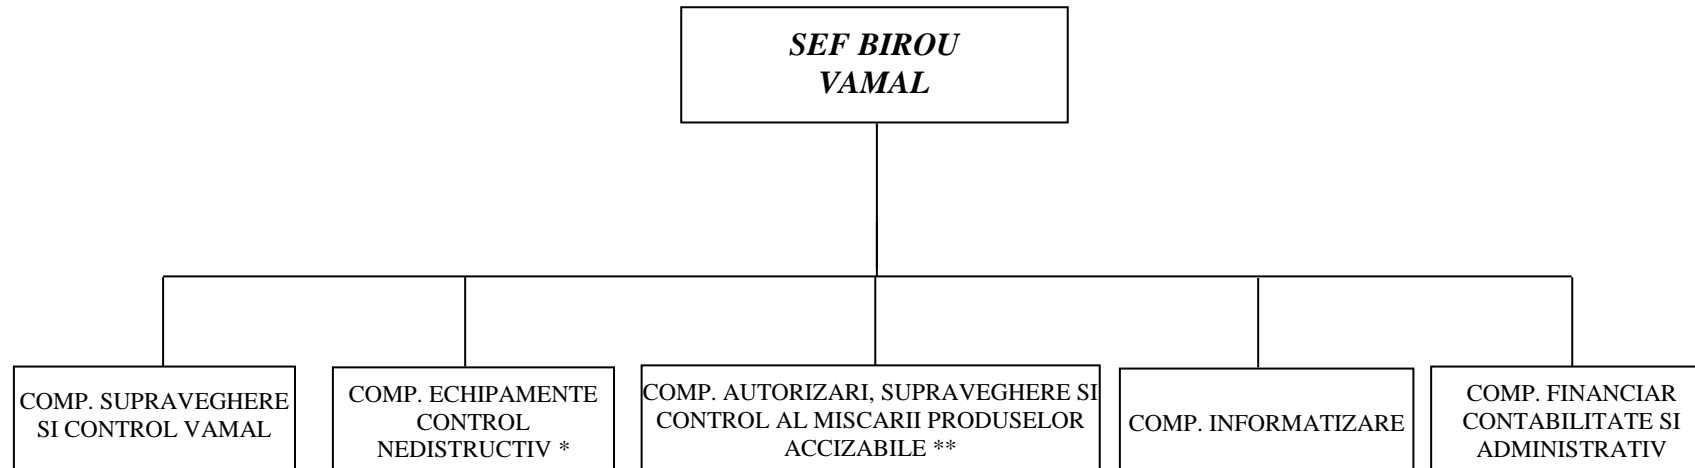 SEF BIROU
VAMAL
COMP. SUPRAVEGHERE
SI CONTROL VAMAL
COMP. ECHIPAMENTE
CONTROL
NEDISTRUCTIV *
COMP. AUTORIZARI, SUPRAVEGHERE SI
CONTROL AL MISCARII PRODUSELOR
ACCIZABILE **
COMP. INFORMATIZARE
COMP. FINANCIAR
CONTABILITATE SI
ADMINISTRATIV